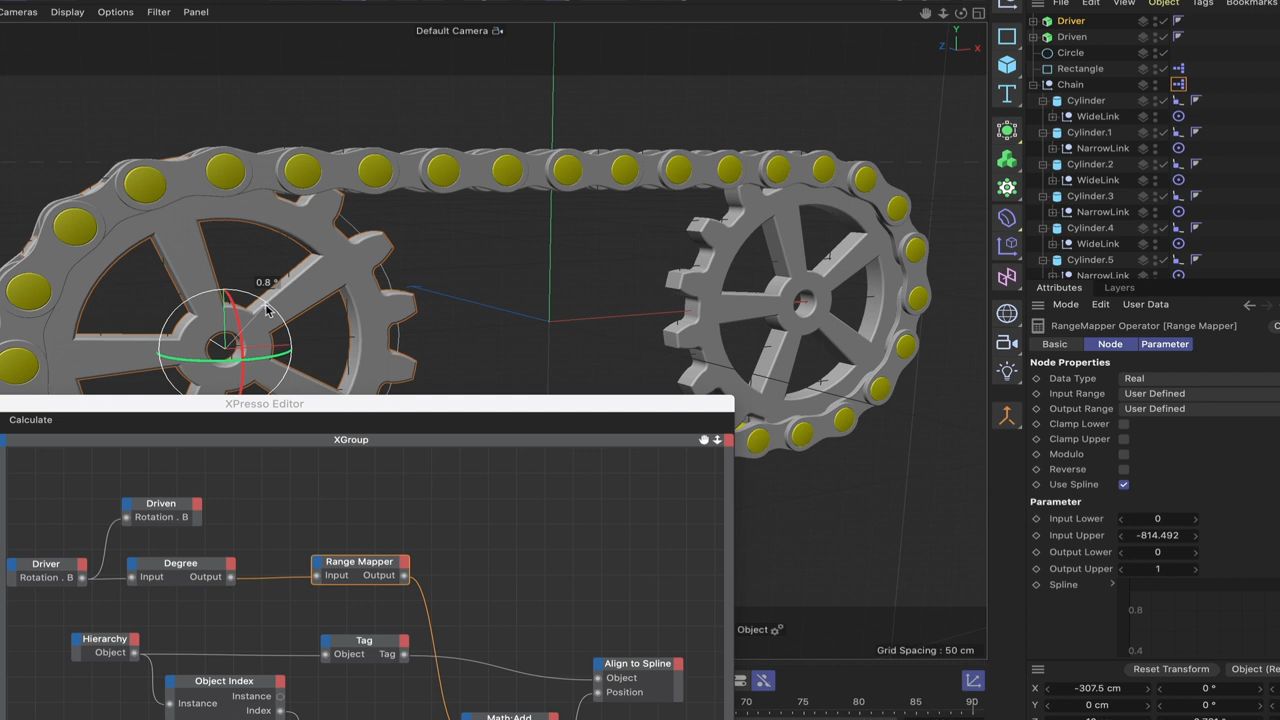 Cameras Display Options Filter Panel
Default Camera
Y
Z X
0.8 °
XPresso Editor
Calculate
XGroup
Driven
Rotation . B
Driver
Rotation . B
Degree
Input Output
Range Mapper
Input Output
Hierarchy
Object
Tag
Object Tag
Object Index
Instance
Instance
Index
Align to Spline
Object
Position
Math:Add
Object
Grid Spacing : 50 cm
70 75 80 85 90
File Edit View Object Tags Bookmarks
Driver
Driven
Circle
Rectangle
Chain
Cylinder
WideLink
Cylinder.1
NarrowLink
Cylinder.2
WideLink
Cylinder.3
NarrowLink
Cylinder.4
WideLink
Cylinder.5
NarrowLink
Attributes Layers
Mode Edit User Data
RangeMapper Operator [Range Mapper]
Basic Node Parameter
Node Properties
Data Type Real
Input Range User Defined
Output Range User Defined
Clamp Lower
Clamp Upper
Modulo
Reverse
Use Spline
Parameter
Input Lower 0
Input Upper -814.492
Output Lower 0
Output Upper 1
Spline
0.8
0.4
Reset Transform Object (Re
X -307.5 cm 0 °
Y 0 cm 0 °